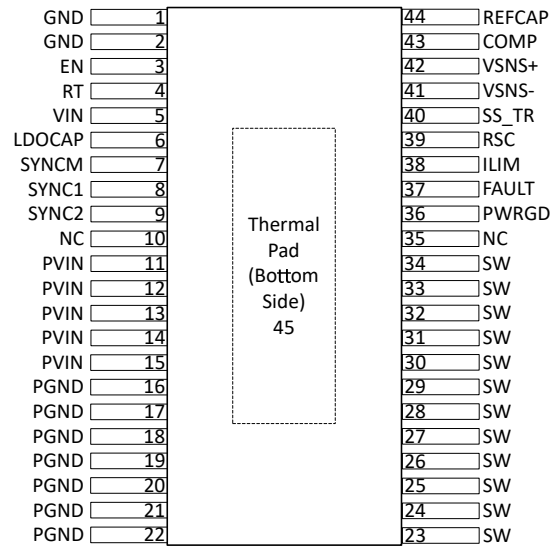 GND 1 44 REFCAP
GND 2 43 COMP
EN 3 42 VSNS+
RT 4 41 VSNS-
VIN 5 40 SS_TR
LDOCAP 6 39 RSC
SYNCM 7 38 ILIM
SYNC1 8 37 FAULT
SYNC2 9 36 PWRGD
NC 10 35 NC
PVIN 11 34 SW
PVIN 12 33 SW
PVIN 13 32 SW
PVIN 14 31 SW
PVIN 15 30 SW
PGND 16 29 SW
PGND 17 28 SW
PGND 18 27 SW
PGND 19 26 SW
PGND 20 25 SW
PGND 21 24 SW
PGND 22 23 SW
Thermal
Pad
(Bottom
Side)
45